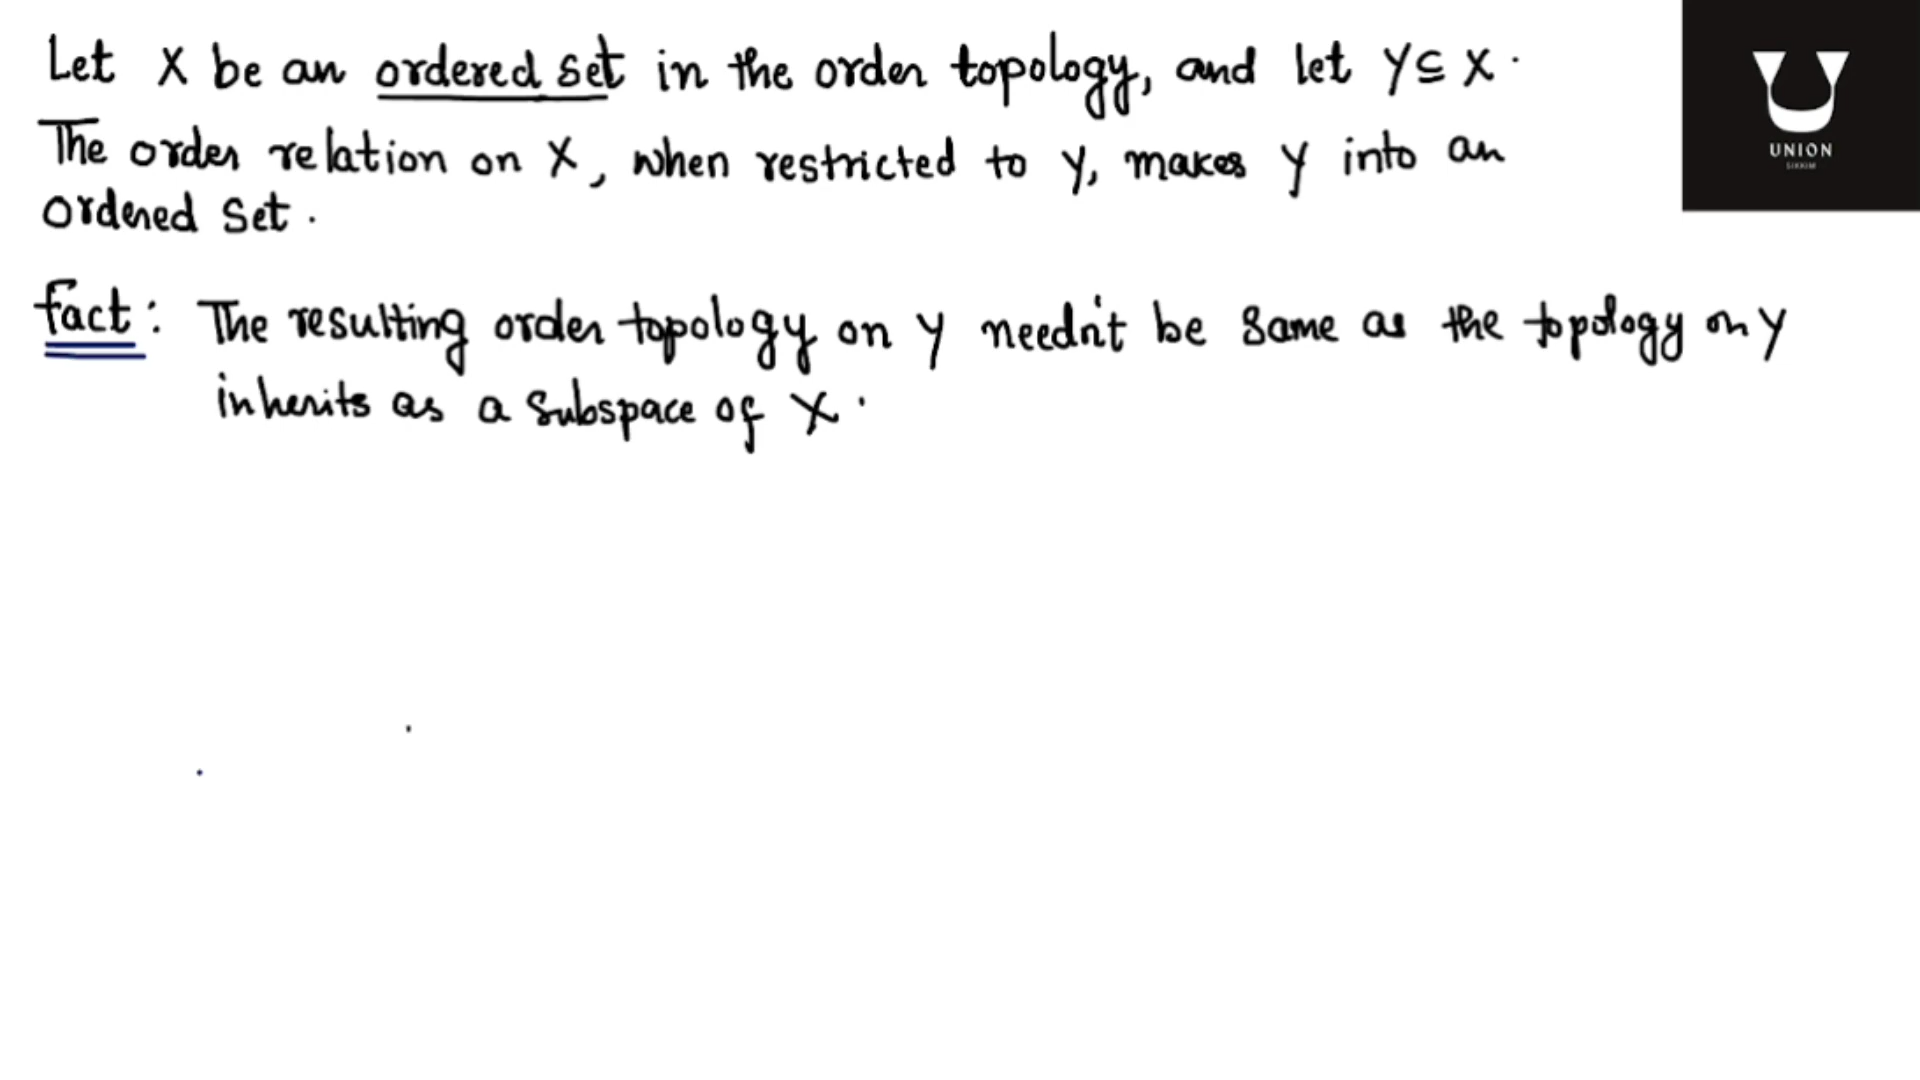 Let X be an ordered set in the order topology, and let Y ⊆ X.
The order relation on X, when restricted to Y, makes Y into an
ordered set.
UNION
SIKKIM
Fact: The resulting order topology on Y needn't be same as the topology on Y
inherits as a subspace of X.